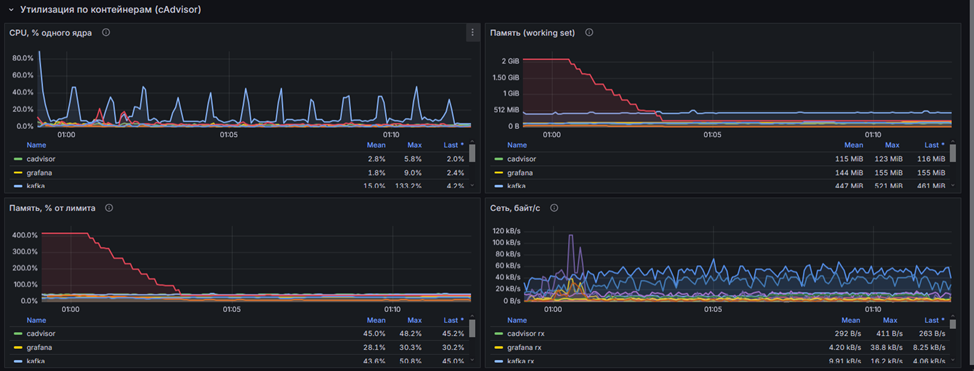 Утилизация по контейнерам (cAdvisor)
CPU, % одного ядра
80.0%
60.0%
40.0%
20.0%
0.0%
01:00 01:05 01:10
Name Mean Max Last *
cadvisor 2.8% 5.8% 2.0%
grafana 1.8% 9.0% 2.4%
kafka 15.0% 133.2% 4.2%
Память (working set)
2 GiB
1.50 GiB
1 GiB
512 MiB
0 B
01:00 01:05 01:10
Name Mean Max Last *
cadvisor 115 MiB 123 MiB 116 MiB
grafana 144 MiB 155 MiB 155 MiB
kafka 447 MiB 521 MiB 461 MiB
Память, % от лимита
400.0%
300.0%
200.0%
100.0%
0.0%
01:00 01:05 01:10
Name Mean Max Last *
cadvisor 45.0% 48.2% 45.2%
grafana 28.1% 30.3% 30.2%
kafka 43.6% 50.8% 45.0%
Сеть, байт/с
120 kB/s
100 kB/s
80 kB/s
60 kB/s
40 kB/s
20 kB/s
0 B/s
01:00 01:05 01:10
Name Mean Max Last *
cadvisor rx 292 B/s 411 B/s 263 B/s
grafana rx 4.20 kB/s 38.8 kB/s 8.25 kB/s
kafka rx 9.91 kB/s 16.2 kB/s 4.06 kB/s